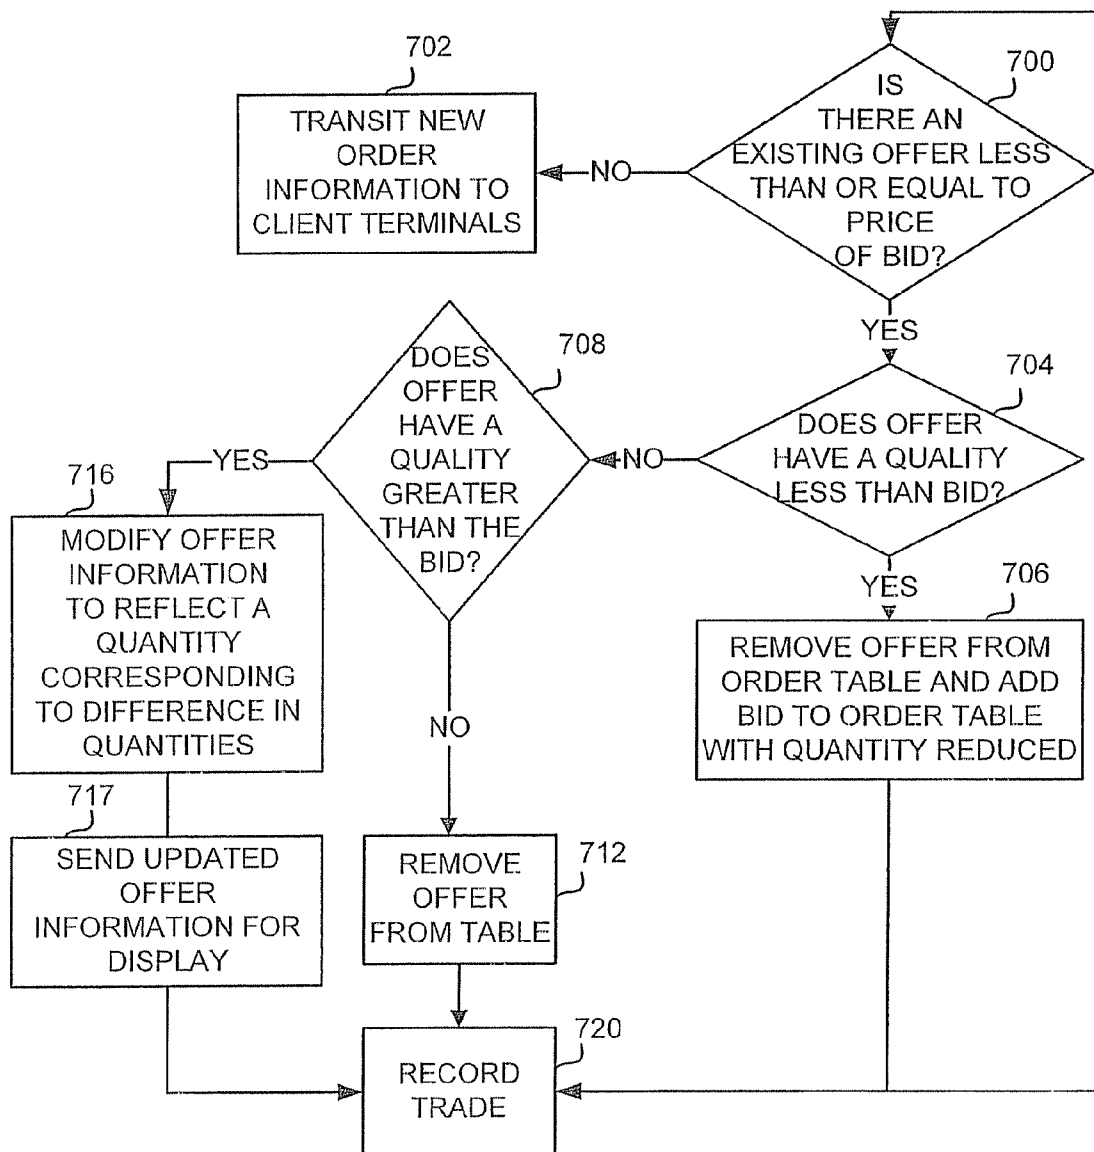 702
TRANSIT NEW
ORDER
INFORMATION TO
CLIENT TERMINALS
NO
700
IS
THERE AN
EXISTING OFFER LESS
THAN OR EQUAL TO
PRICE
OF BID?
YES
704
DOES OFFER
HAVE A QUALITY
LESS THAN BID?
NO
708
DOES
OFFER
HAVE A
QUALITY
GREATER
THAN THE
BID?
YES
716
MODIFY OFFER
INFORMATION
TO REFLECT A
QUANTITY
CORRESPONDING
TO DIFFERENCE IN
QUANTITIES
717
SEND UPDATED
OFFER
INFORMATION FOR
DISPLAY
NO
712
REMOVE
OFFER
FROM TABLE
YES
706
REMOVE OFFER FROM
ORDER TABLE AND ADD
BID TO ORDER TABLE
WITH QUANTITY REDUCED
720
RECORD
TRADE